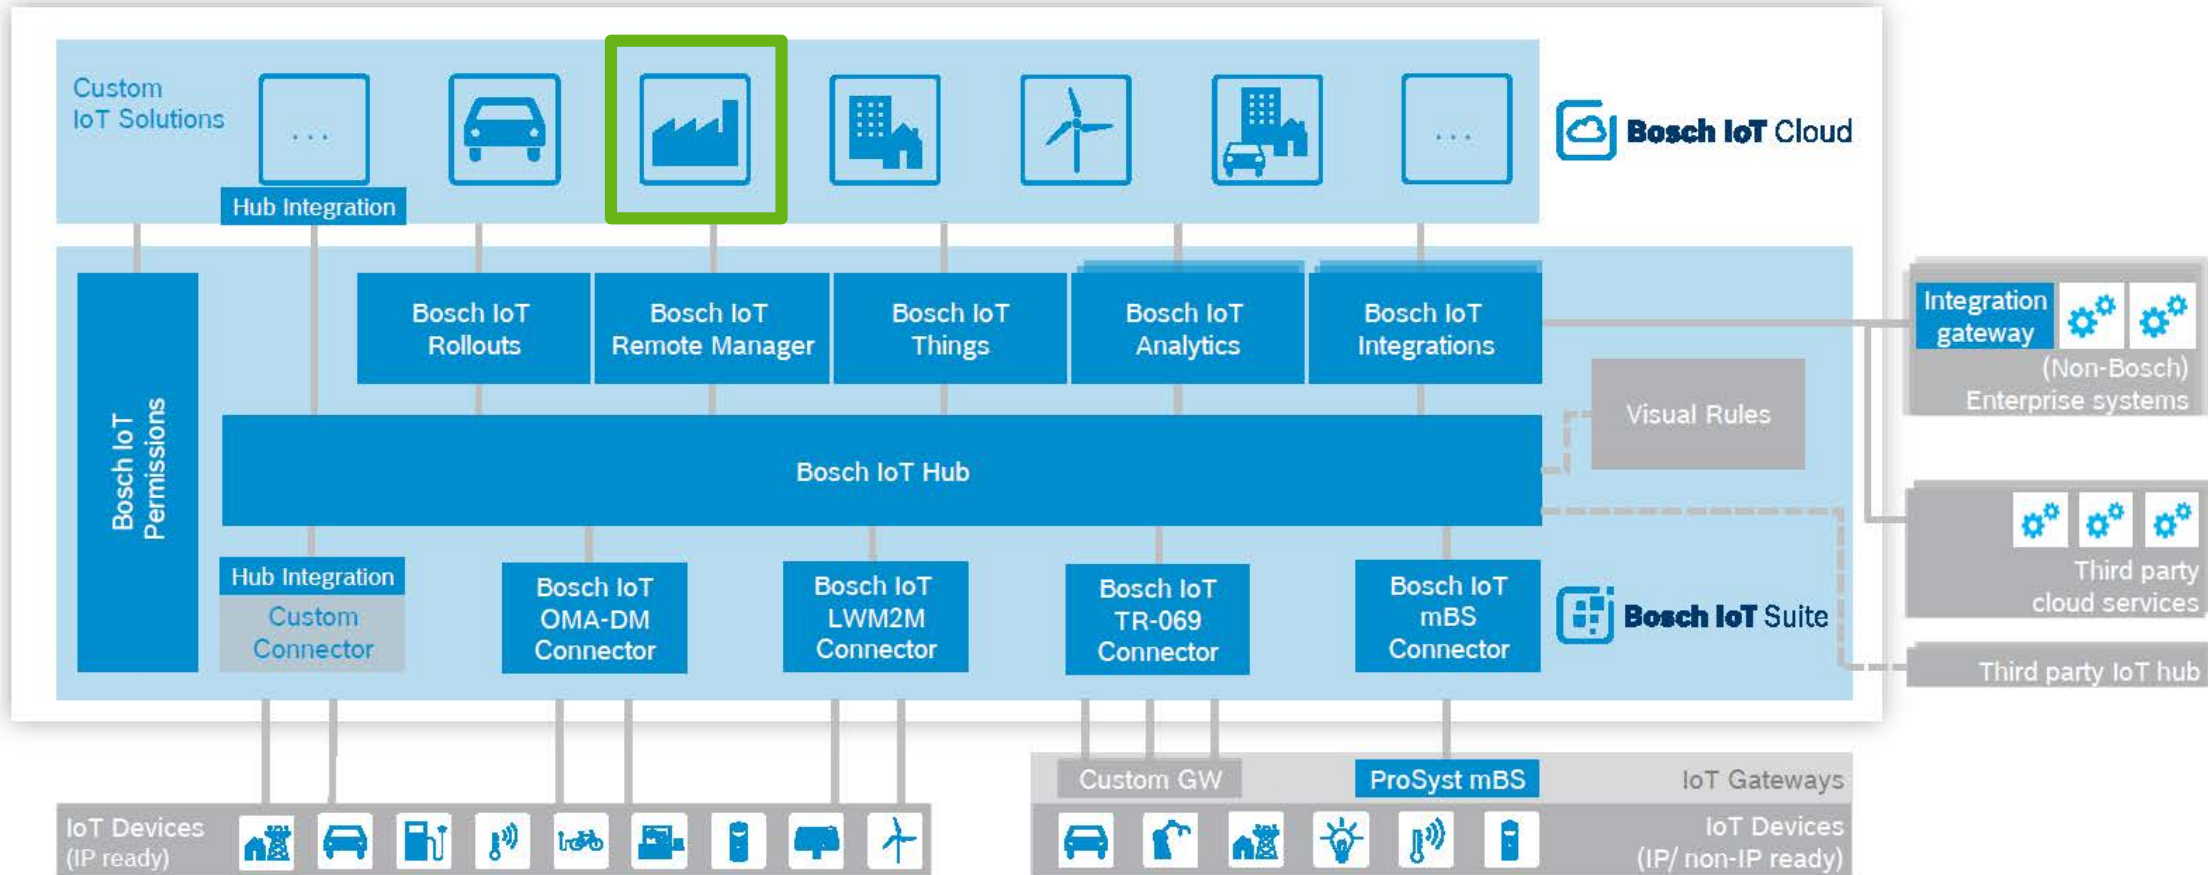 Custom
IoT Solutions
...
...
Bosch IoT Cloud
Hub Integration
Bosch IoT
Permissions
Bosch IoT
Rollouts
Bosch IoT
Remote Manager
Bosch IoT
Things
Bosch IoT
Analytics
Bosch IoT
Integrations
Integration
gateway
(Non-Bosch)
Enterprise systems
Visual Rules
Bosch IoT Hub
Third party
cloud services
Third party IoT hub
Hub Integration
Custom
Connector
Bosch IoT
OMA-DM
Connector
Bosch IoT
LWM2M
Connector
Bosch IoT
TR-069
Connector
Bosch IoT
mBS
Connector
Bosch IoT Suite
Custom GW
ProSyst mBS
IoT Gateways
IoT Devices
(IP ready)
IoT Devices
(IP/ non-IP ready)